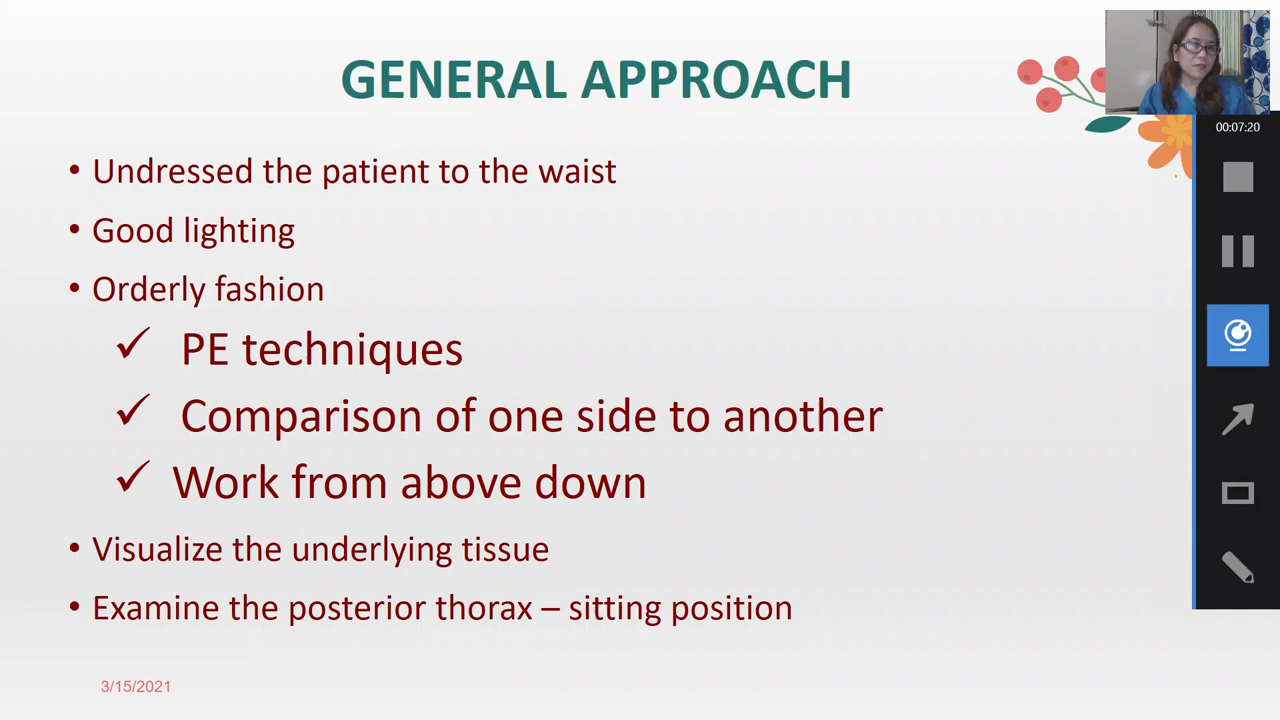 GENERAL APPROACH
00:07:20
• Undressed the patient to the waist
• Good lighting
• Orderly fashion
✓ PE techniques
✓ Comparison of one side to another
✓ Work from above down
• Visualize the underlying tissue
• Examine the posterior thorax – sitting position
3/15/2021